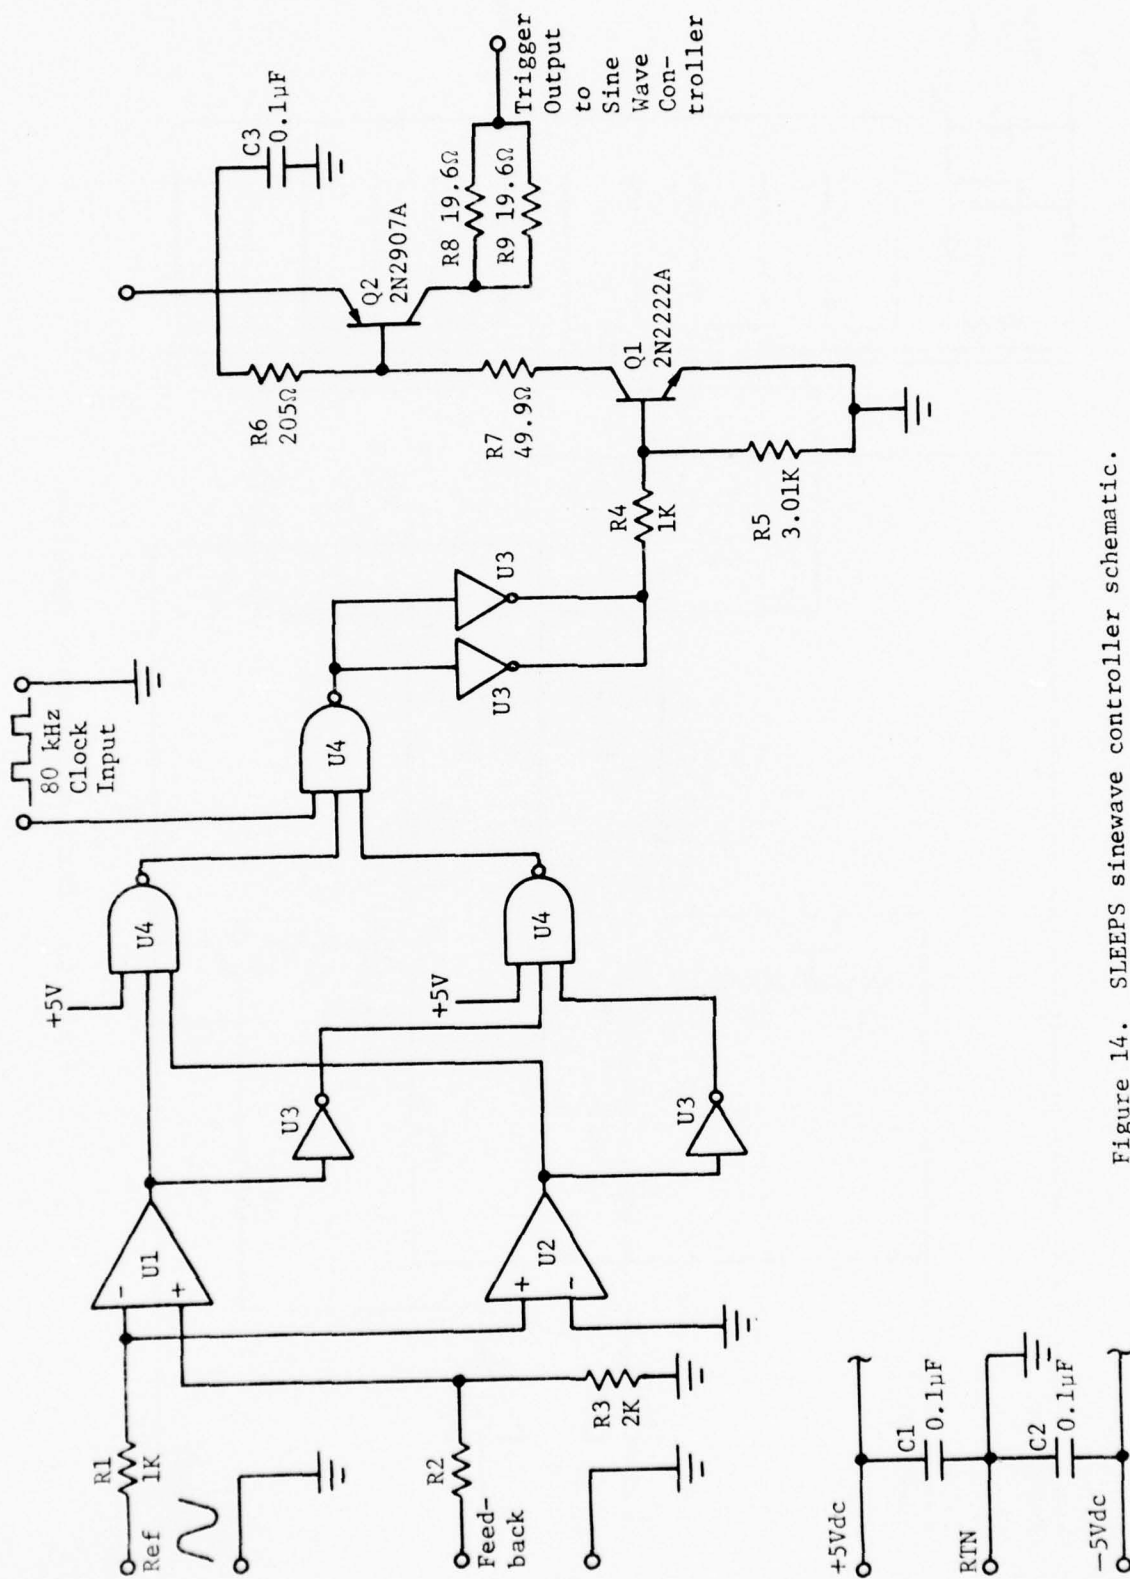 Ref
R1
1K
Feed-
back
R2
R3
2K
-
+
U1
+
-
U2
U3
U3
+5V
U4
+5V
U4
80 kHz
Clock
Input
U4
U3
U3
R4
1K
R5
3.01K
R6
205Ω
R7
49.9Ω
Q1
2N2222A
Q2
2N2907A
C3
0.1µF
R8 19.6Ω
R9 19.6Ω
Trigger
Output
to
Sine
Wave
Con-
troller
+5Vdc
C1
0.1µF
RTN
C2
0.1µF
-5Vdc
Figure 14. SLEEPS sinewave controller schematic.